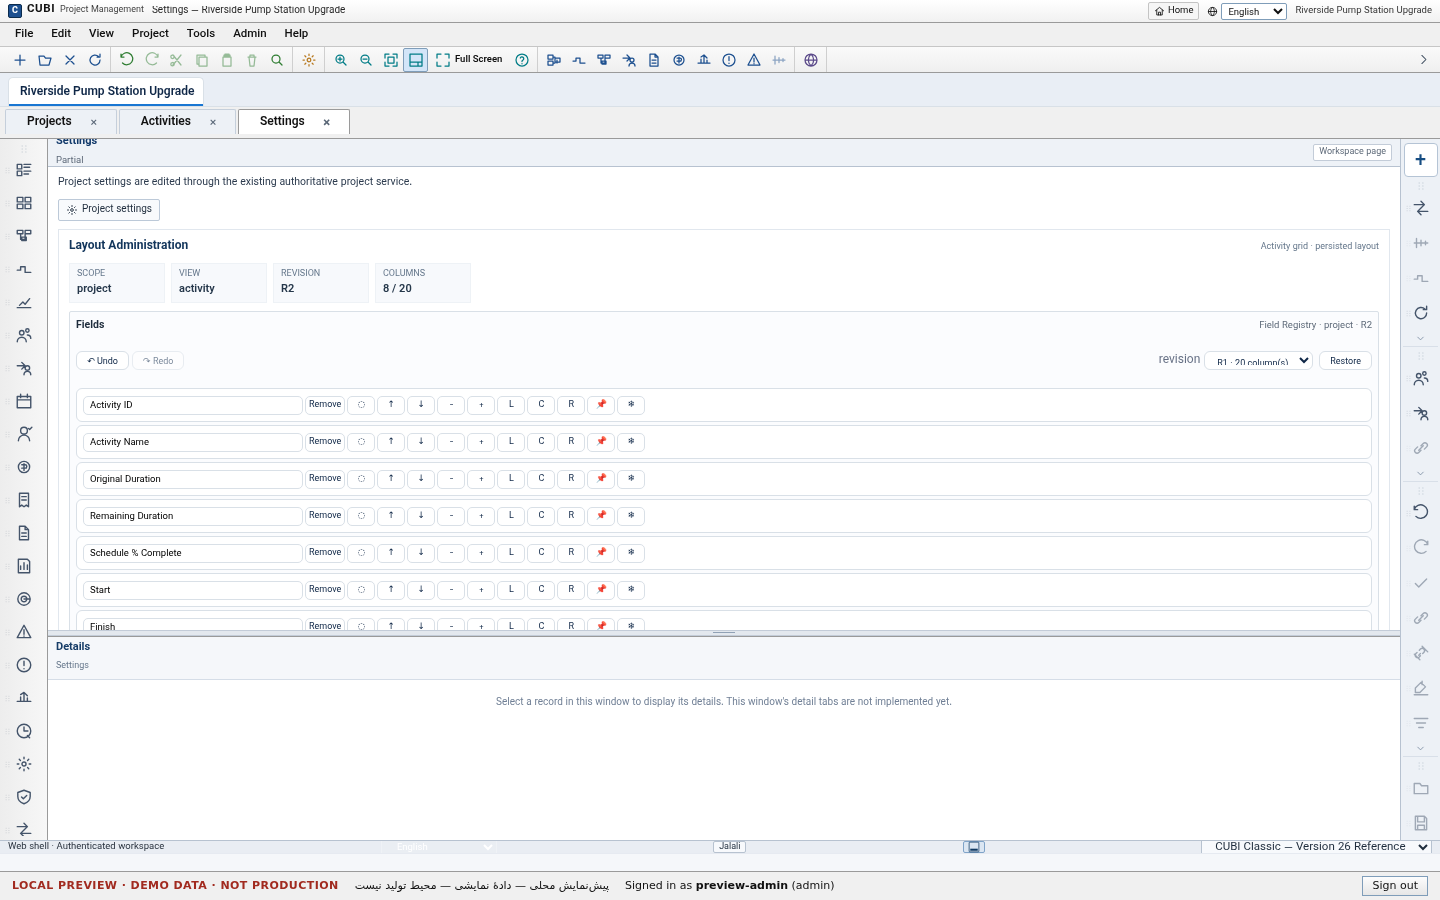 CUBI Project Management Settings — Riverside Pump Station Upgrade Home English Riverside Pump Station Upgrade
File Edit View Project Tools Admin Help
Full Screen
Riverside Pump Station Upgrade
Projects × Activities × Settings ×
Settings
Partial
Workspace page
Project settings are edited through the existing authoritative project service.
Project settings
Layout Administration Activity grid · persisted layout
SCOPE VIEW REVISION COLUMNS
project activity R2 8 / 20
Fields Field Registry · project · R2
↶ Undo ↷ Redo revision R1 · 20 column(s) Restore
Activity ID Remove ◌ ↑ ↓ - + L C R 📌 ❄
Activity Name Remove ◌ ↑ ↓ - + L C R 📌 ❄
Original Duration Remove ◌ ↑ ↓ - + L C R 📌 ❄
Remaining Duration Remove ◌ ↑ ↓ - + L C R 📌 ❄
Schedule % Complete Remove ◌ ↑ ↓ - + L C R 📌 ❄
Start Remove ◌ ↑ ↓ - + L C R 📌 ❄
Finish Remove ◌ ↑ ↓ - + L C R 📌 ❄
Details
Settings
Select a record in this window to display its details. This window's detail tabs are not implemented yet.
Web shell · Authenticated workspace English Jalali CUBI Classic — Version 26 Reference
LOCAL PREVIEW · DEMO DATA · NOT PRODUCTION پیش‌نمایش محلی — دادهٔ نمایشی — محیط تولید نیست Signed in as preview-admin (admin) Sign out